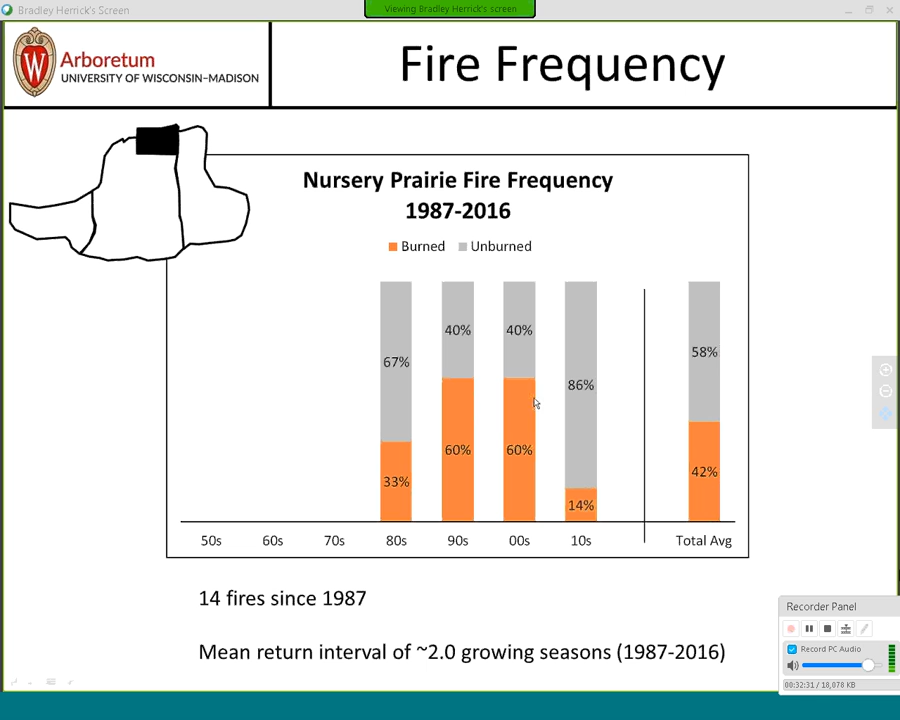 Bradley Herrick's Screen
Viewing Bradley Herrick's screen
W
Arboretum
UNIVERSITY OF WISCONSIN–MADISON
Fire Frequency
Nursery Prairie Fire Frequency
1987-2016
Burned Unburned
67% 40% 40% 86% 58%
33% 60% 60% 14% 42%
50s 60s 70s 80s 90s 00s 10s Total Avg
14 fires since 1987
Mean return interval of ~2.0 growing seasons (1987-2016)
Recorder Panel
Record PC Audio
00:32:31 / 18,078 KB